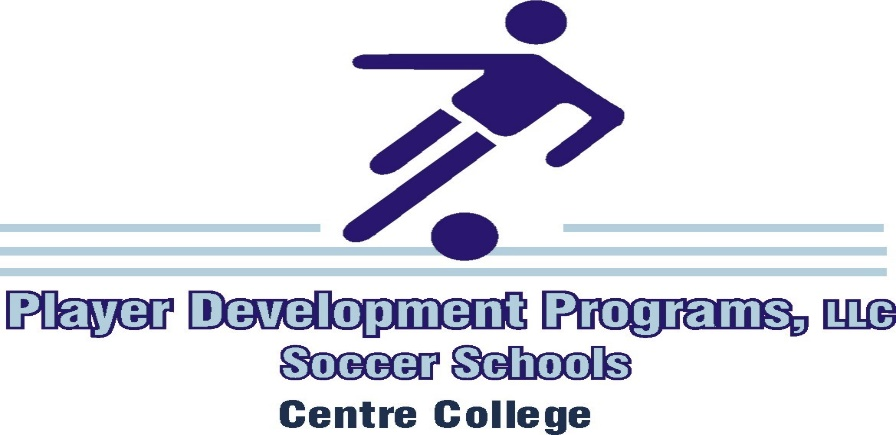 Player Development Programs, LLC
Soccer Schools
Centre College